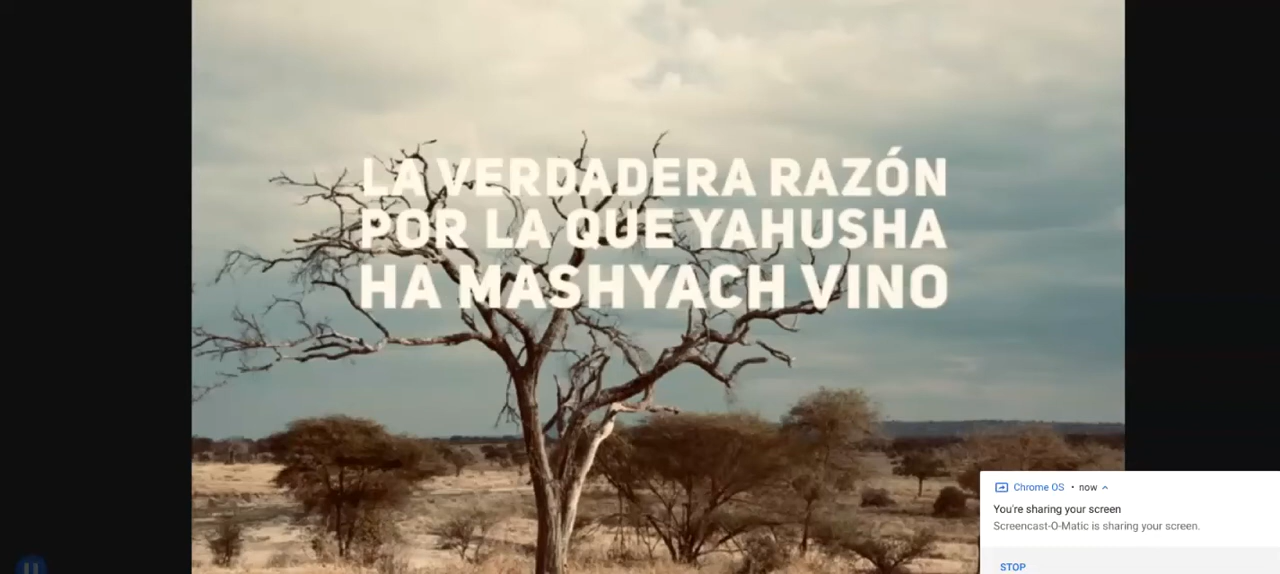 LA VERDADERA RAZÓN
POR LA QUE YAHUSHA
HA MASHYACH VINO
Chrome OS • now
You're sharing your screen
Screencast-O-Matic is sharing your screen.
STOP